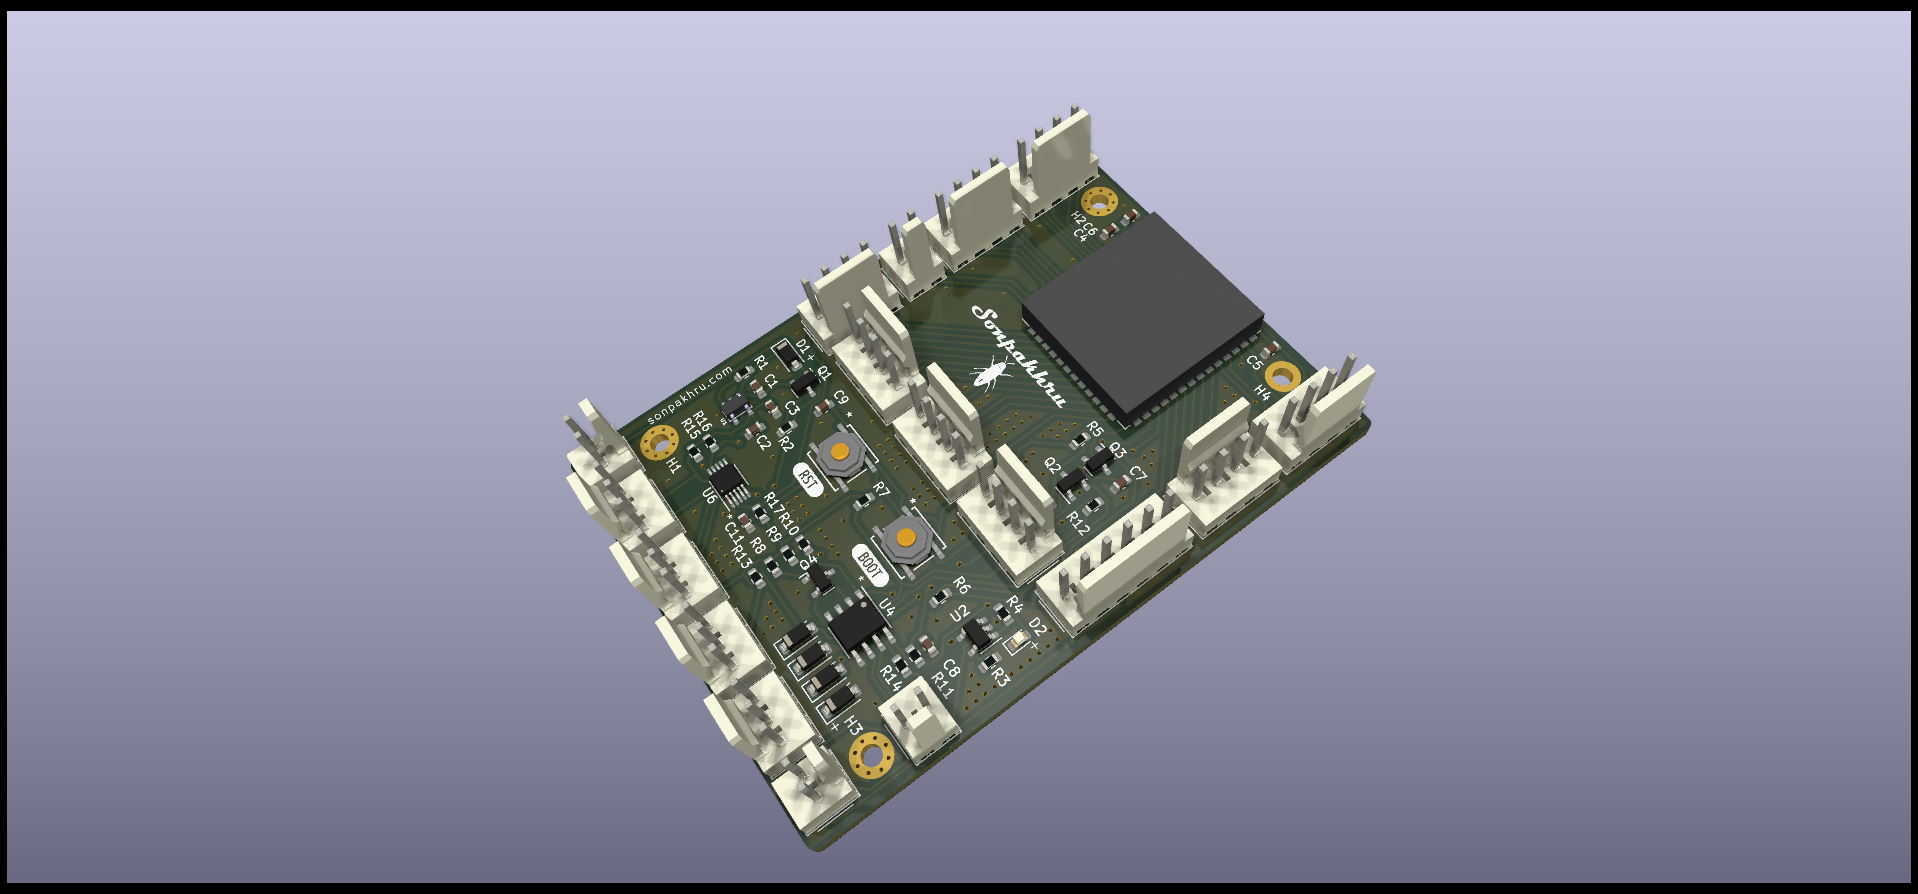 H2
C6
C4
Sonpakhru
C5
H4
D1
+
R1
C1
Q1
sonpakhru.com
C3
C9
*
R16
R15
C2
R2
H1
RST
U6
R5
Q3
Q2
C7
R7
*
R17
R10
*
C11
R9
R8
R13
R12
BOOT
*
U4
R6
U2
R4
D2
+
C8
R3
R14
R11
H3
+